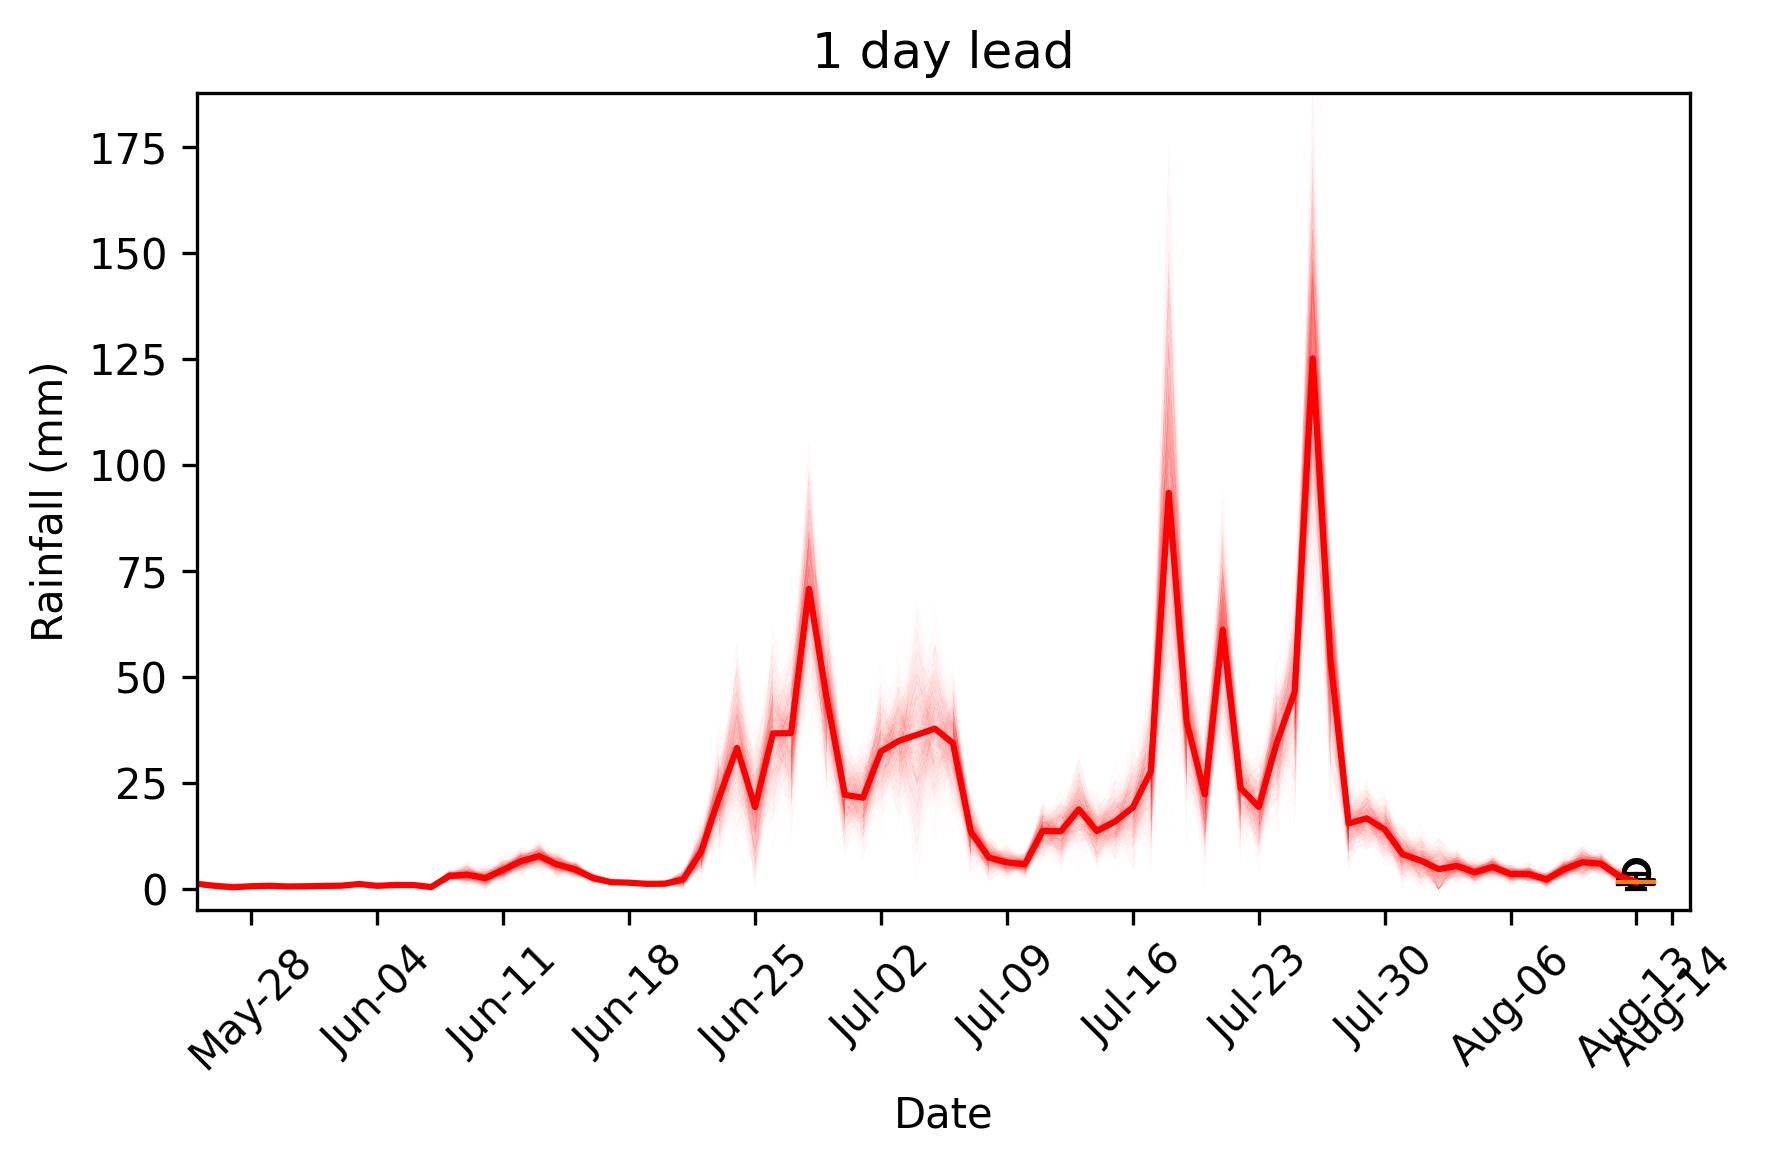 1 day lead
Rainfall (mm)
175
150
125
100
75
50
25
0
May-28
Jun-04
Jun-11
Jun-18
Jun-25
Jul-02
Jul-09
Jul-16
Jul-23
Jul-30
Aug-06
Aug-13
Aug-14
Date